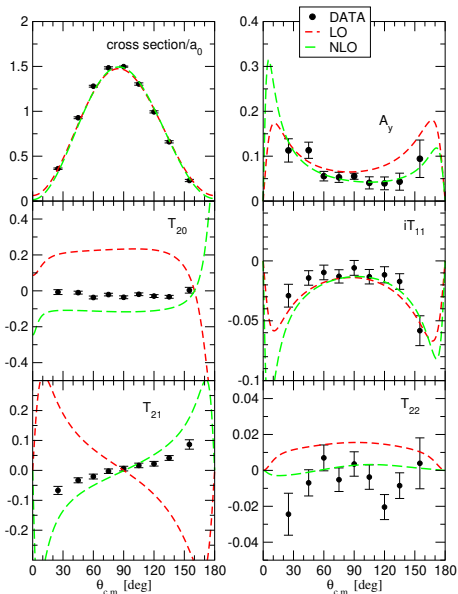 DATA
LO
NLO
cross section/a₀
2
1.5
1
0.5
0
A_y
0.4
0.3
0.2
0.1
0
T₂₀
0.4
0.2
-0.0
-0.2
-0.4
iT₁₁
0
-0.05
-0.1
T₂₁
0.2
0.1
0.0
-0.1
-0.2
T₂₂
0.04
0.02
0.00
-0.02
-0.04
0 30 60 90 120 150 180
0 30 60 90 120 150 180
θ_c.m. [deg]
θ_c.m. [deg]